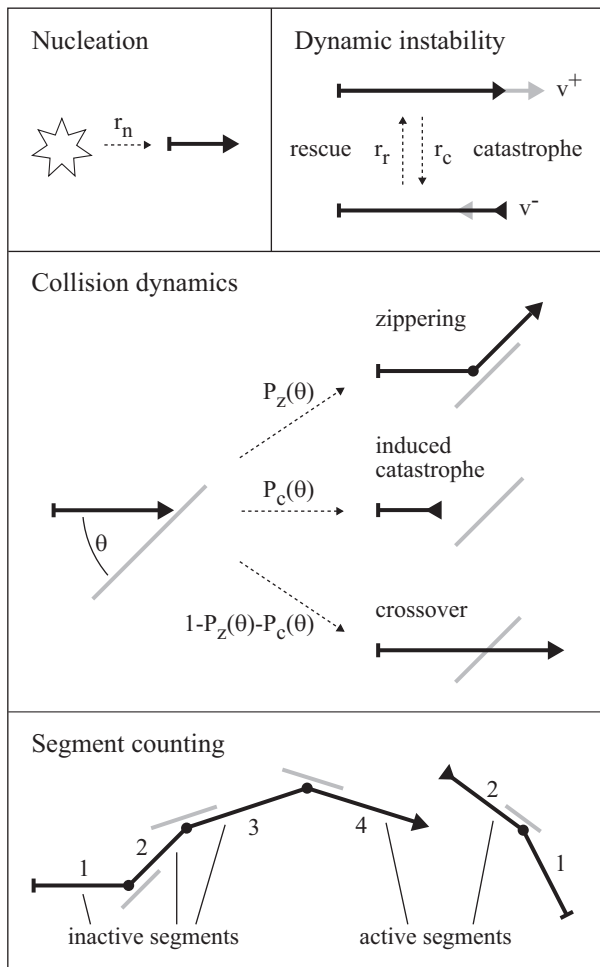 Nucleation
r_n
Dynamic instability
v^+
rescue r_r r_c catastrophe
v^-
Collision dynamics
zippering
P_z(θ)
induced
catastrophe
P_c(θ)
θ
crossover
1-P_z(θ)-P_c(θ)
Segment counting
1 2 3 4 2 1
inactive segments active segments